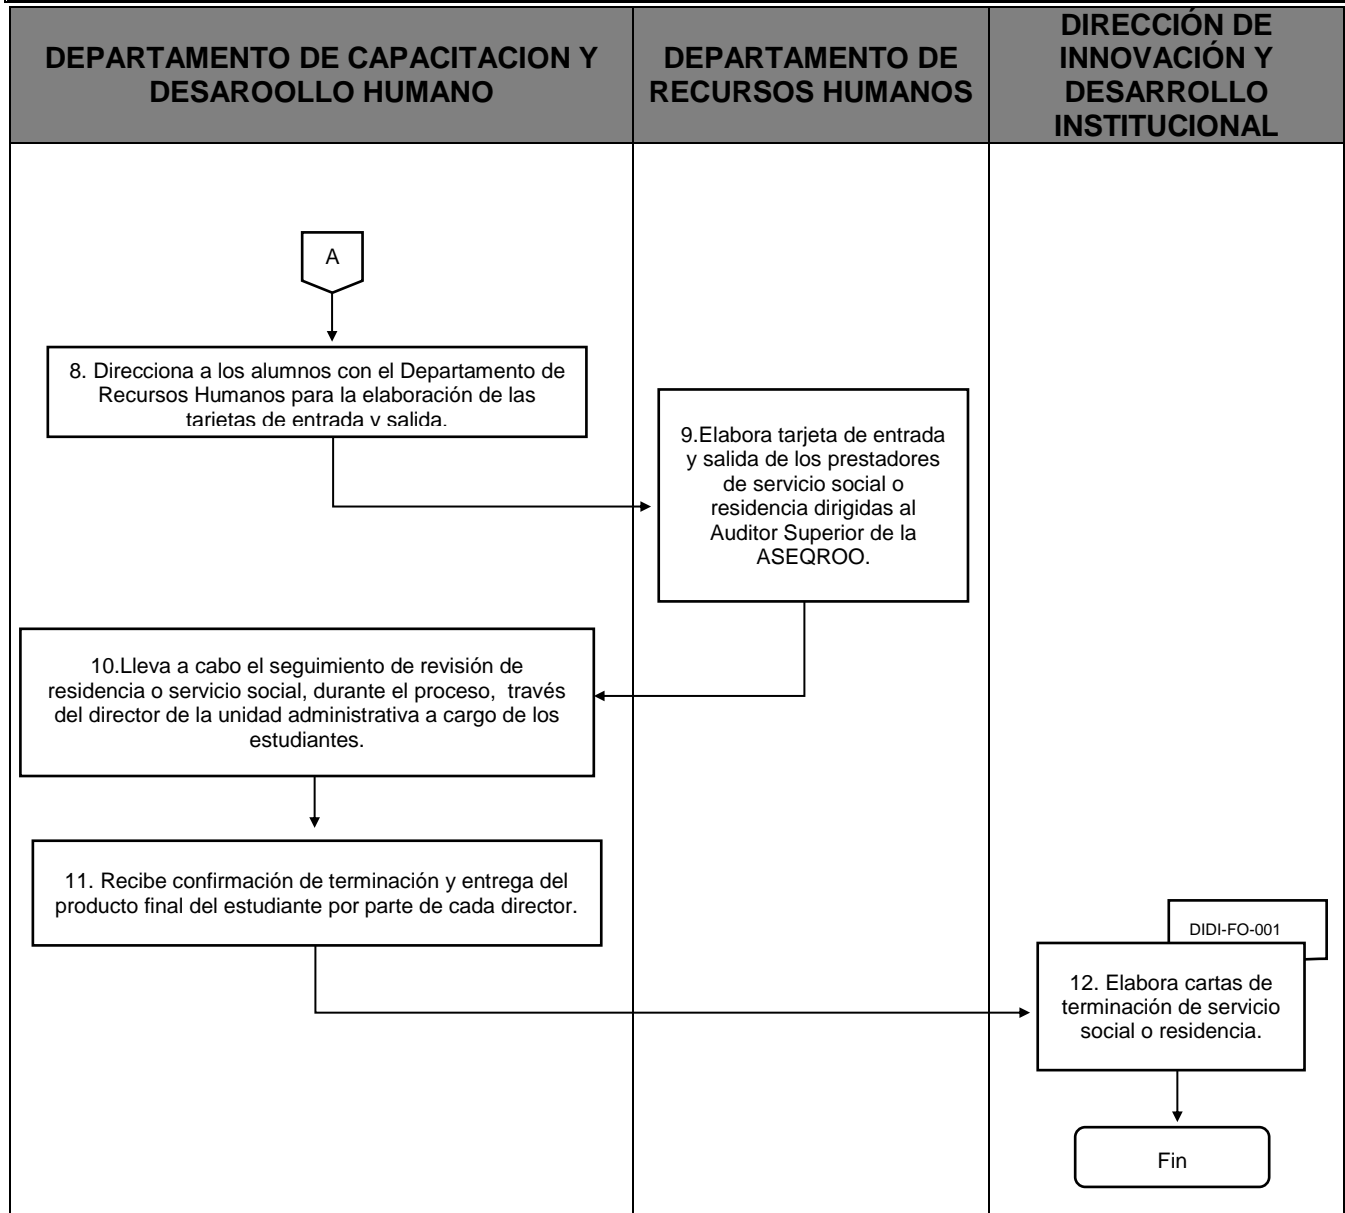 DEPARTAMENTO DE CAPACITACION Y
DESAROOLLO HUMANO
DEPARTAMENTO DE
RECURSOS HUMANOS
DIRECCIÓN DE
INNOVACIÓN Y
DESARROLLO
INSTITUCIONAL
A
8. Direcciona a los alumnos con el Departamento de
Recursos Humanos para la elaboración de las
tarjetas de entrada y salida.
9.Elabora tarjeta de entrada
y salida de los prestadores
de servicio social o
residencia dirigidas al
Auditor Superior de la
ASEQROO.
10.Lleva a cabo el seguimiento de revisión de
residencia o servicio social, durante el proceso, través
del director de la unidad administrativa a cargo de los
estudiantes.
11. Recibe confirmación de terminación y entrega del
producto final del estudiante por parte de cada director.
DIDI-FO-001
12. Elabora cartas de
terminación de servicio
social o residencia.
Fin